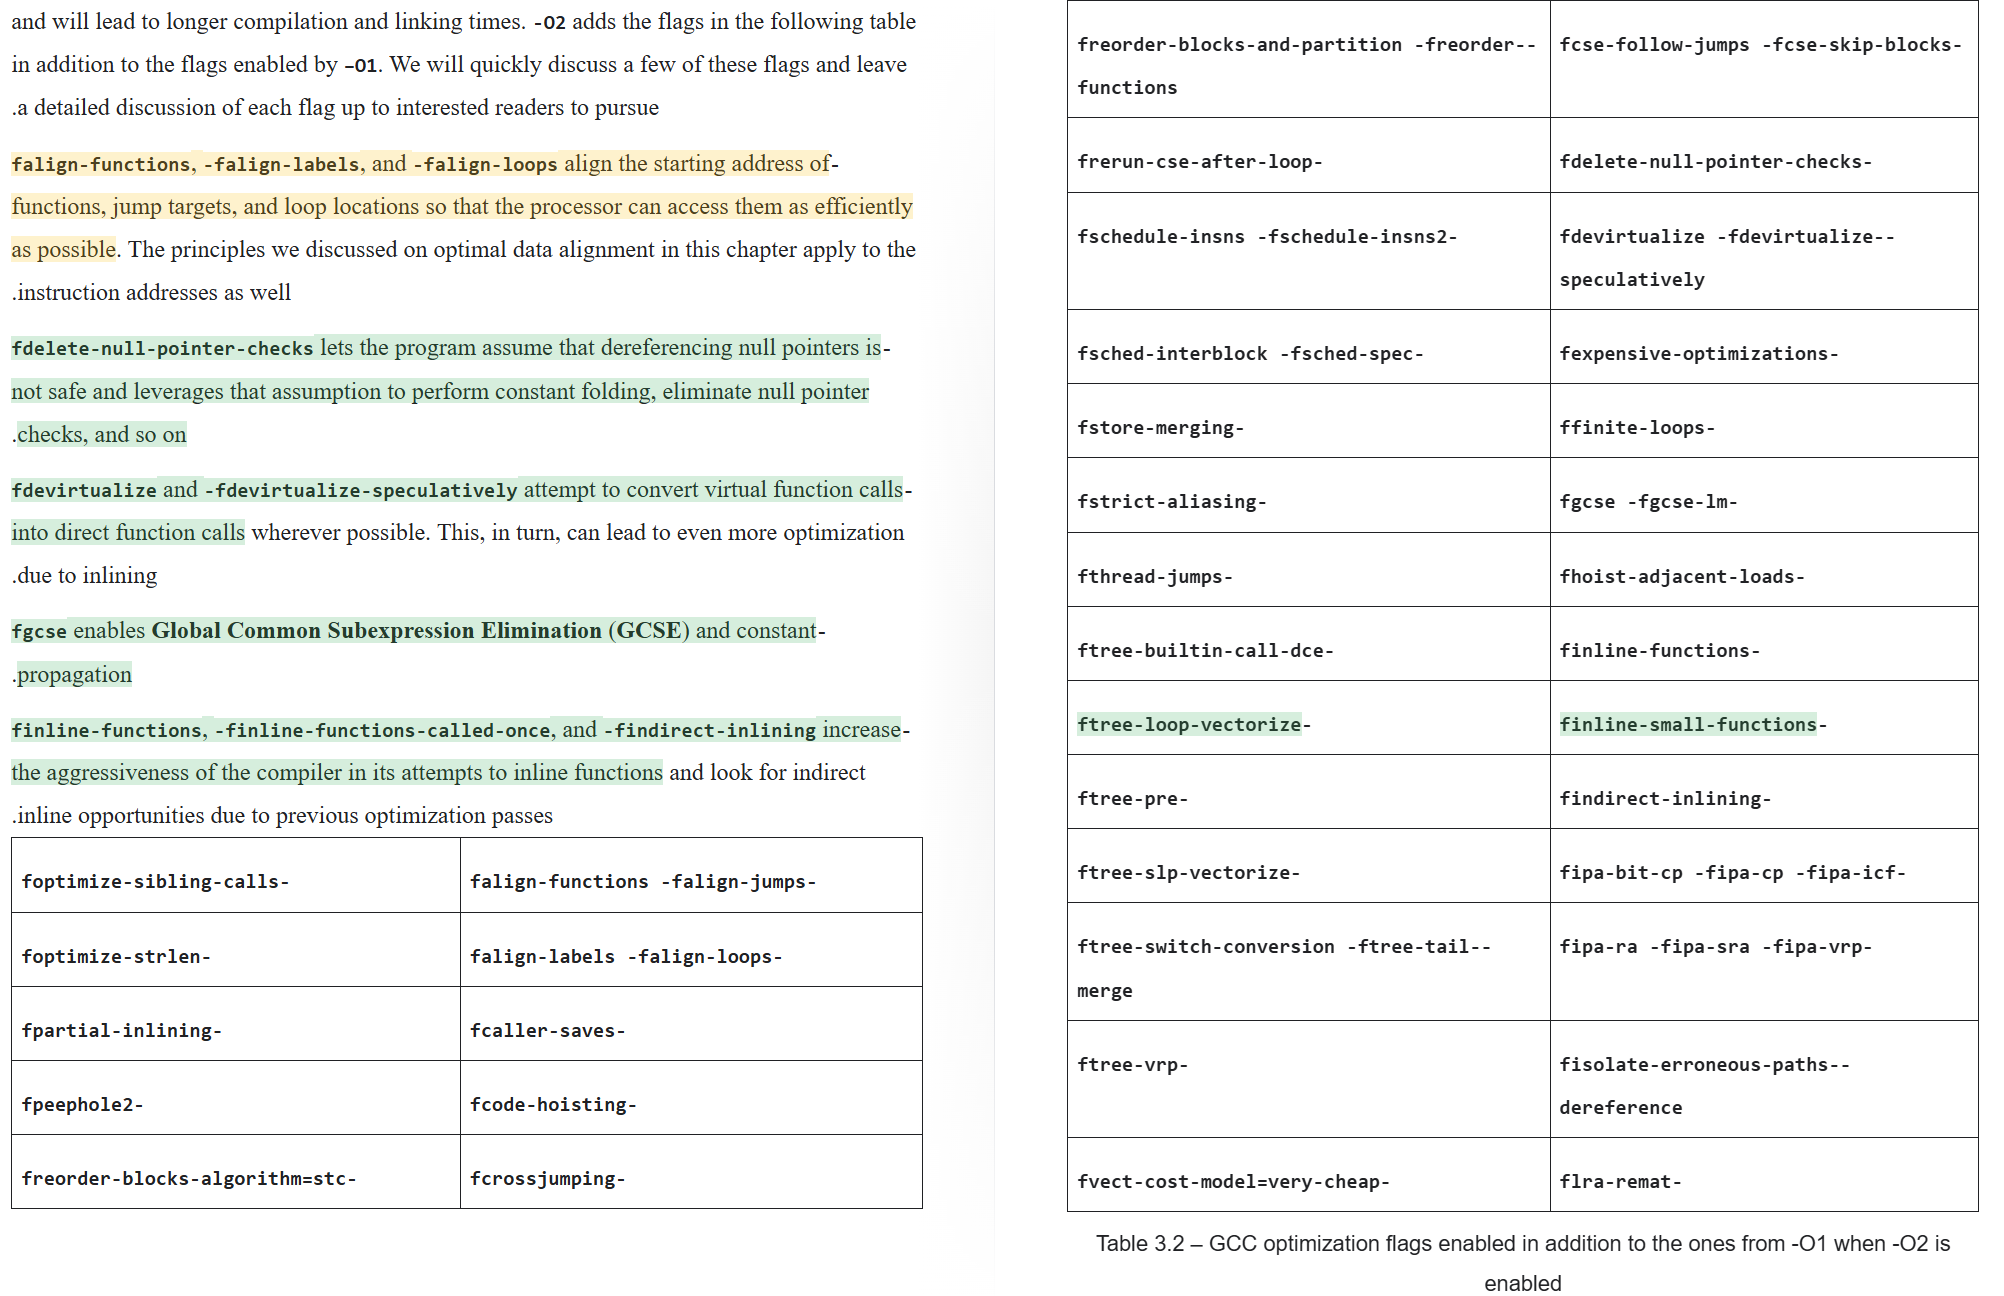 and will lead to longer compilation and linking times. -O2 adds the flags in the following table
in addition to the flags enabled by –O1. We will quickly discuss a few of these flags and leave
.a detailed discussion of each flag up to interested readers to pursue
falign-functions, -falign-labels, and -falign-loops align the starting address of-
functions, jump targets, and loop locations so that the processor can access them as efficiently
as possible. The principles we discussed on optimal data alignment in this chapter apply to the
.instruction addresses as well
fdelete-null-pointer-checks lets the program assume that dereferencing null pointers is-
not safe and leverages that assumption to perform constant folding, eliminate null pointer
.checks, and so on
fdevirtualize and -fdevirtualize-speculatively attempt to convert virtual function calls-
into direct function calls wherever possible. This, in turn, can lead to even more optimization
.due to inlining
fgcse enables Global Common Subexpression Elimination (GCSE) and constant-
.propagation
finline-functions, -finline-functions-called-once, and -findirect-inlining increase-
the aggressiveness of the compiler in its attempts to inline functions and look for indirect
.inline opportunities due to previous optimization passes
foptimize-sibling-calls- falign-functions -falign-jumps-
foptimize-strlen- falign-labels -falign-loops-
fpartial-inlining- fcaller-saves-
fpeephole2- fcode-hoisting-
freorder-blocks-algorithm=stc- fcrossjumping-
freorder-blocks-and-partition -freorder-- fcse-follow-jumps -fcse-skip-blocks-
functions
frerun-cse-after-loop- fdelete-null-pointer-checks-
fschedule-insns -fschedule-insns2- fdevirtualize -fdevirtualize--
speculatively
fsched-interblock -fsched-spec- fexpensive-optimizations-
fstore-merging- ffinite-loops-
fstrict-aliasing- fgcse -fgcse-lm-
fthread-jumps- fhoist-adjacent-loads-
ftree-builtin-call-dce- finline-functions-
ftree-loop-vectorize- finline-small-functions-
ftree-pre- findirect-inlining-
ftree-slp-vectorize- fipa-bit-cp -fipa-cp -fipa-icf-
ftree-switch-conversion -ftree-tail-- fipa-ra -fipa-sra -fipa-vrp-
merge
ftree-vrp- fisolate-erroneous-paths--
dereference
fvect-cost-model=very-cheap- flra-remat-
Table 3.2 – GCC optimization flags enabled in addition to the ones from -O1 when -O2 is
enabled